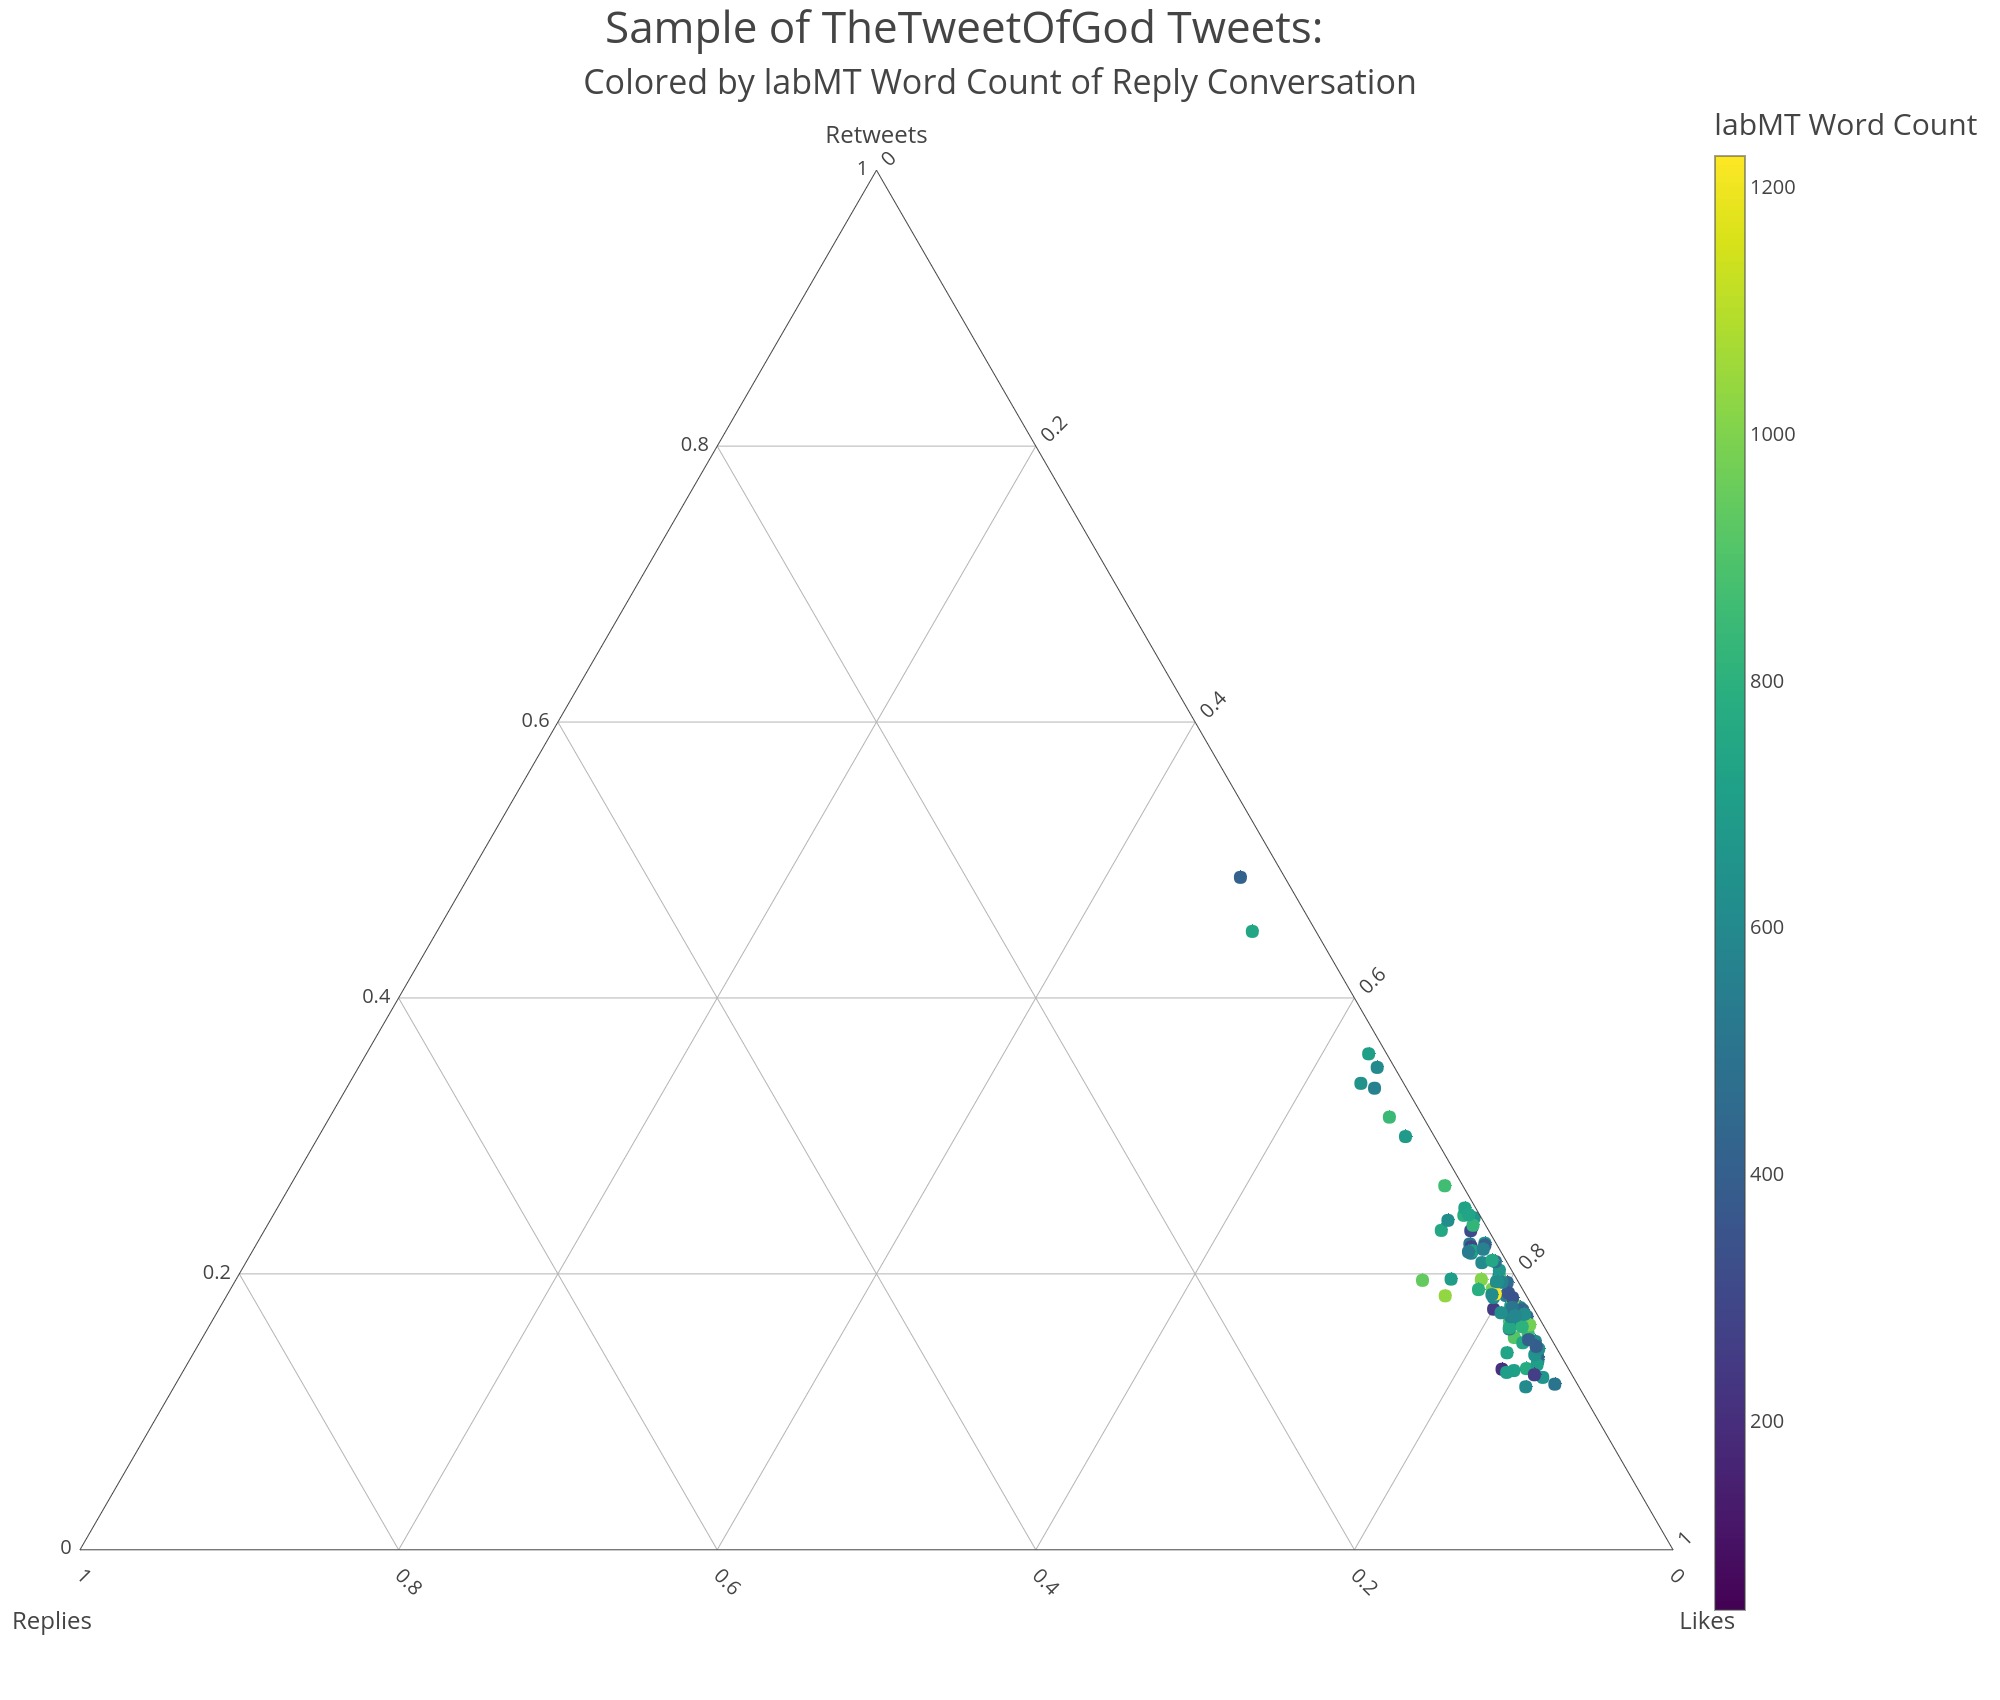 Sample of TheTweetOfGod Tweets:
Colored by labMT Word Count of Reply Conversation
labMT Word Count
Retweets
1 0
1200
0.8 0.2
1000
0.6 0.4
800
600
0.4 0.6
400
0.2 0.8
200
0 1
1 0.8 0.6 0.4 0.2 0
Replies Likes